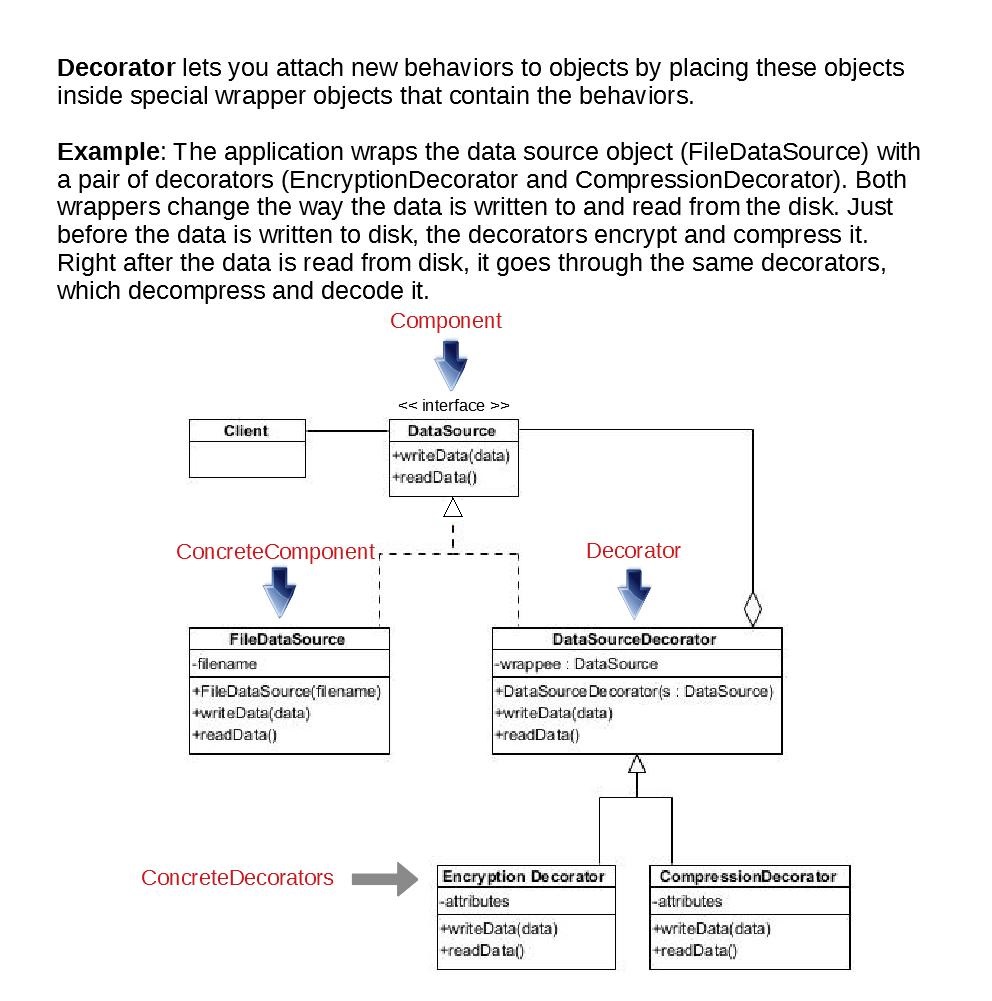 Decorator lets you attach new behaviors to objects by placing these objects
inside special wrapper objects that contain the behaviors.
Example: The application wraps the data source object (FileDataSource) with
a pair of decorators (EncryptionDecorator and CompressionDecorator). Both
wrappers change the way the data is written to and read from the disk. Just
before the data is written to disk, the decorators encrypt and compress it.
Right after the data is read from disk, it goes through the same decorators,
which decompress and decode it.
Component
<< interface >>
Client
DataSource
+writeData(data)
+readData()
ConcreteComponent
Decorator
FileDataSource
-filename
+FileDataSource(filename)
+writeData(data)
+readData()
DataSourceDecorator
-wrappee : DataSource
+DataSourceDecorator(s : DataSource)
+writeData(data)
+readData()
ConcreteDecorators
Encryption Decorator
-attributes
+writeData(data)
+readData()
CompressionDecorator
-attributes
+writeData(data)
+readData()